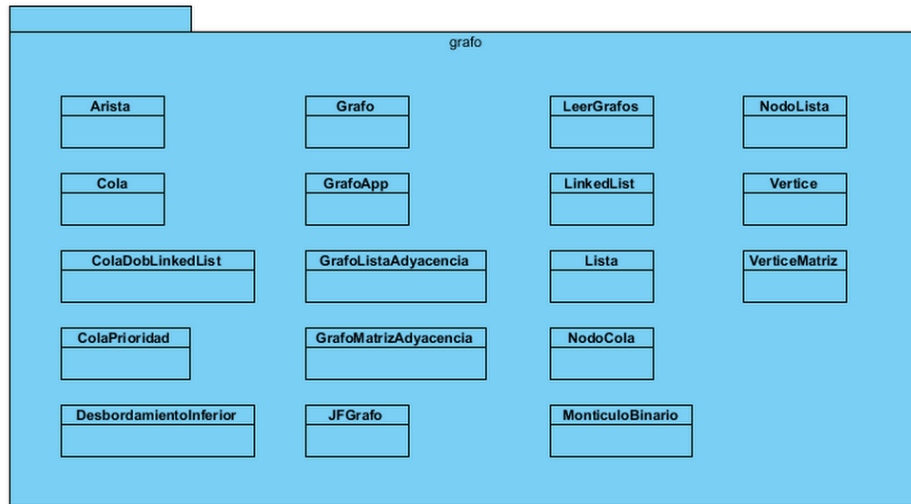 grafo
Arista
Grafo
LeerGrafos
NodoLista
Cola
GrafoApp
LinkedList
Vertice
ColaDobLinkedList
GrafoListaAdyacencia
Lista
VerticeMatriz
ColaPrioridad
GrafoMatrizAdyacencia
NodoCola
DesbordamientoInferior
JFGrafo
MonticuloBinario